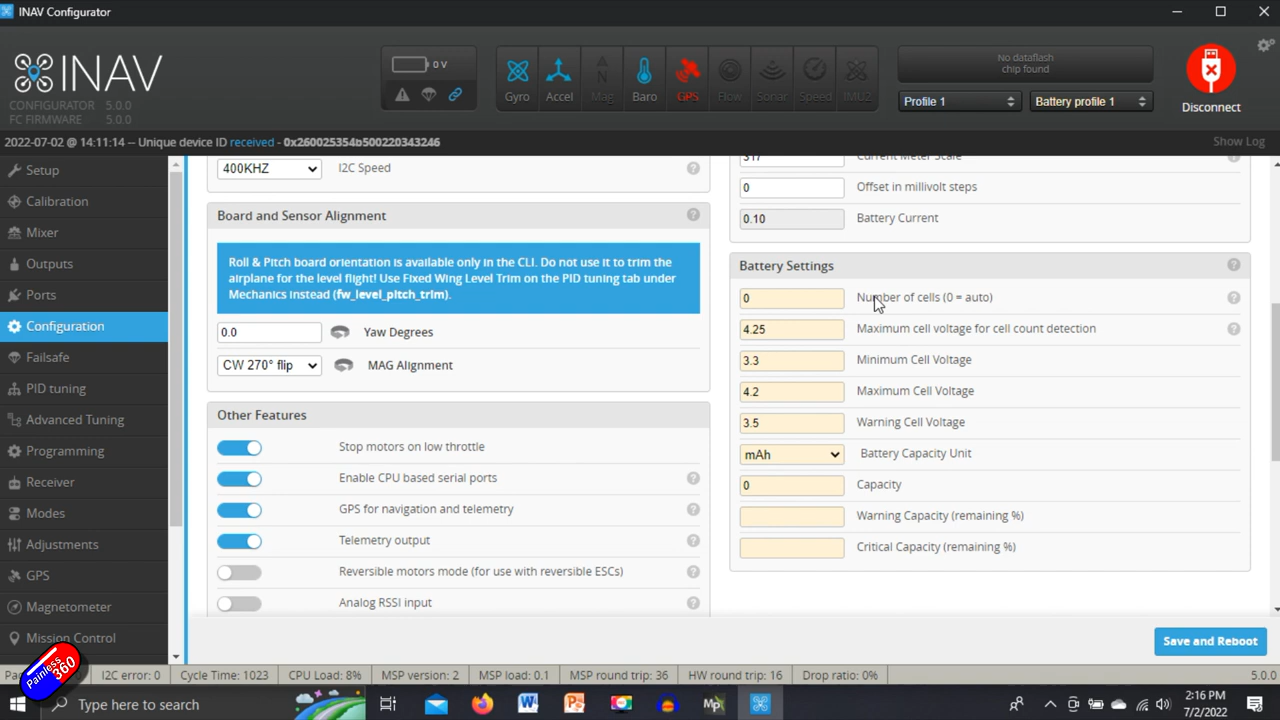 INAV Configurator
INAV
CONFIGURATOR 5.0.0
FC FIRMWARE 5.0.0
0 V
Gyro
Accel
Mag
Baro
GPS
Flow
Sonar
Speed
IMU2
No dataflash
chip found
Profile 1
Battery profile 1
Disconnect
2022-07-02 @ 14:11:14 -- Unique device ID received - 0x260025354b500220343246
Show Log
Setup
Calibration
Mixer
Outputs
Ports
Configuration
Failsafe
PID tuning
Advanced Tuning
Programming
Receiver
Modes
Adjustments
GPS
Magnetometer
Mission Control
400KHZ I2C Speed
Board and Sensor Alignment
Roll & Pitch board orientation is available only in the CLI. Do not use it to trim the
airplane for the level flight! Use Fixed Wing Level Trim on the PID tuning tab under
Mechanics instead (fw_level_pitch_trim).
0.0 Yaw Degrees
CW 270° flip MAG Alignment
Other Features
Stop motors on low throttle
Enable CPU based serial ports
GPS for navigation and telemetry
Telemetry output
Reversible motors mode (for use with reversible ESCs)
Analog RSSI input
317 Current Meter Scale
0 Offset in millivolt steps
0.10 Battery Current
Battery Settings
0 Number of cells (0 = auto)
4.25 Maximum cell voltage for cell count detection
3.3 Minimum Cell Voltage
4.2 Maximum Cell Voltage
3.5 Warning Cell Voltage
mAh Battery Capacity Unit
0 Capacity
Warning Capacity (remaining %)
Critical Capacity (remaining %)
Save and Reboot
I2C error: 0 Cycle Time: 1023 CPU Load: 8% MSP version: 2 MSP load: 0.1 MSP round trip: 36 HW round trip: 16 Drop ratio: 0% 5.0.0
Painless
360
Type here to search
2:16 PM
7/2/2022